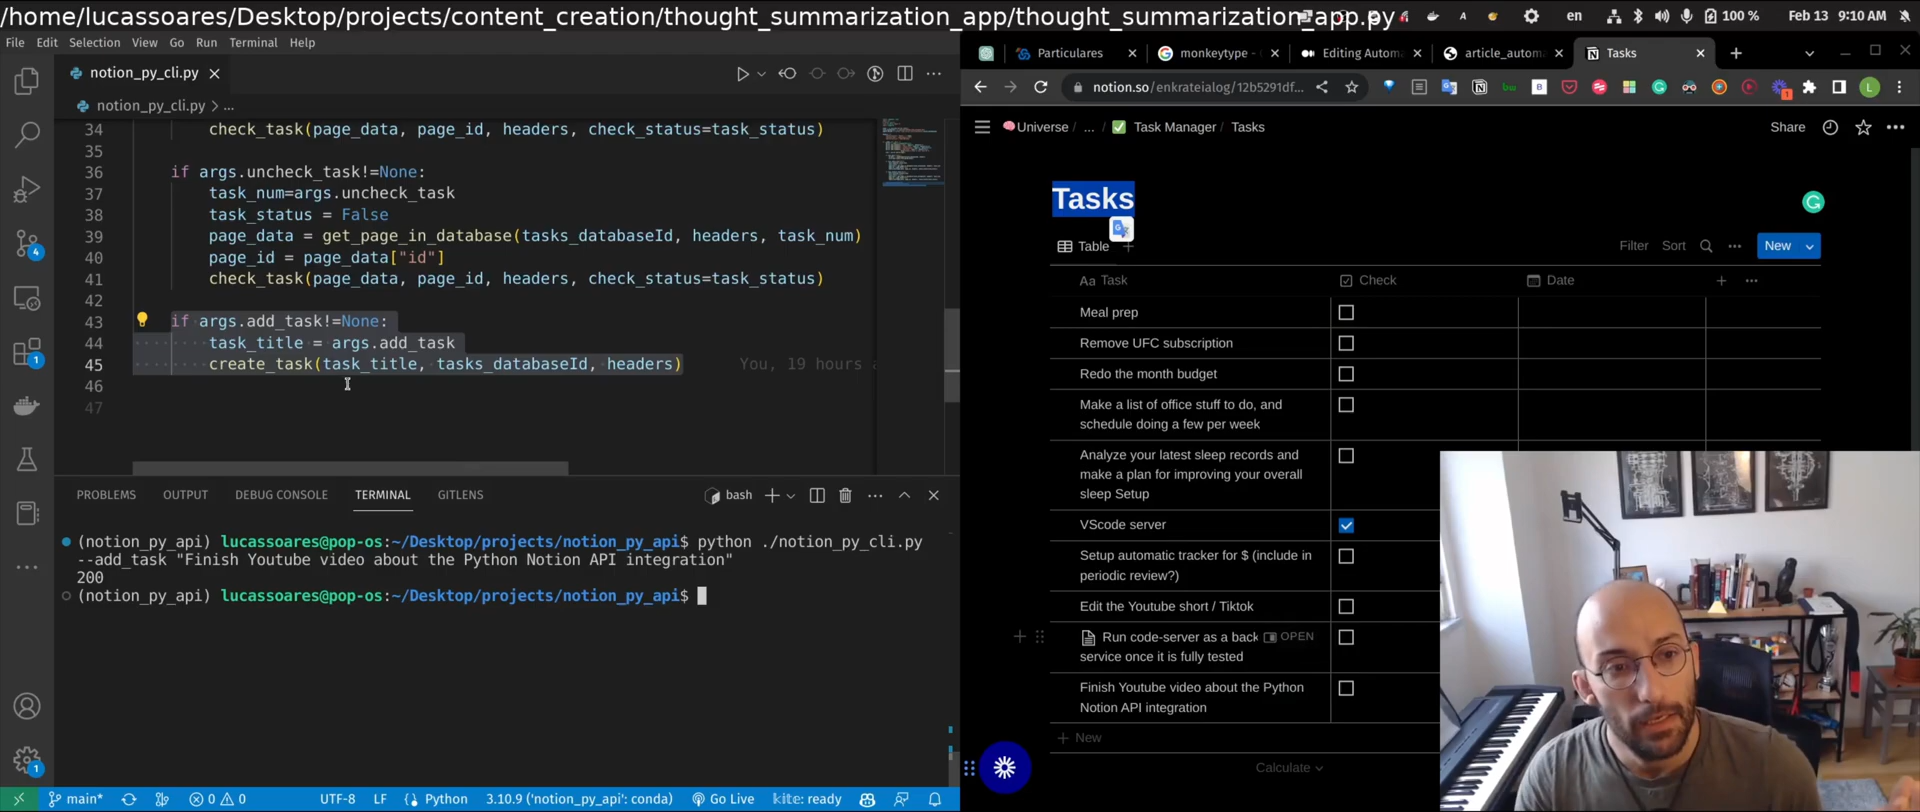 /home/lucassoares/Desktop/projects/content_creation/thought_summarization_app/thought_summarization_app.py
en
100 %
Feb 13 9:10 AM
File Edit Selection View Go Run Terminal Help
notion_py_cli.py
notion_py_cli.py > ...
34 check_task(page_data, page_id, headers, check_status=task_status)
35
36 if args.uncheck_task!=None:
37 task_num=args.uncheck_task
38 task_status = False
39 page_data = get_page_in_database(tasks_databaseId, headers, task_num)
40 page_id = page_data["id"]
41 check_task(page_data, page_id, headers, check_status=task_status)
42
43 if args.add_task!=None:
44 task_title = args.add_task
45 create_task(task_title, tasks_databaseId, headers) You, 19 hours
46
47
4
1
1
PROBLEMS OUTPUT DEBUG CONSOLE TERMINAL GITLENS
bash
(notion_py_api) lucassoares@pop-os:~/Desktop/projects/notion_py_api$ python ./notion_py_cli.py
--add_task "Finish Youtube video about the Python Notion API integration"
200
(notion_py_api) lucassoares@pop-os:~/Desktop/projects/notion_py_api$
main* 0 0 UTF-8 LF Python 3.10.9 ('notion_py_api': conda) Go Live kite: ready
Particulares
monkeytype -
Editing Autom
article_autom
Tasks
notion.so/enkrateialog/12b5291df...
1
L
Universe / ... / Task Manager / Tasks
Share
Tasks
Table
Filter Sort ... New
Aa Task Check Date
Meal prep
Remove UFC subscription
Redo the month budget
Make a list of office stuff to do, and
schedule doing a few per week
Analyze your latest sleep records and
make a plan for improving your overall
sleep Setup
VScode server
Setup automatic tracker for $ (include in
periodic review?)
Edit the Youtube short / Tiktok
Run code-server as a back OPEN
service once it is fully tested
Finish Youtube video about the Python
Notion API integration
+ New
Calculate